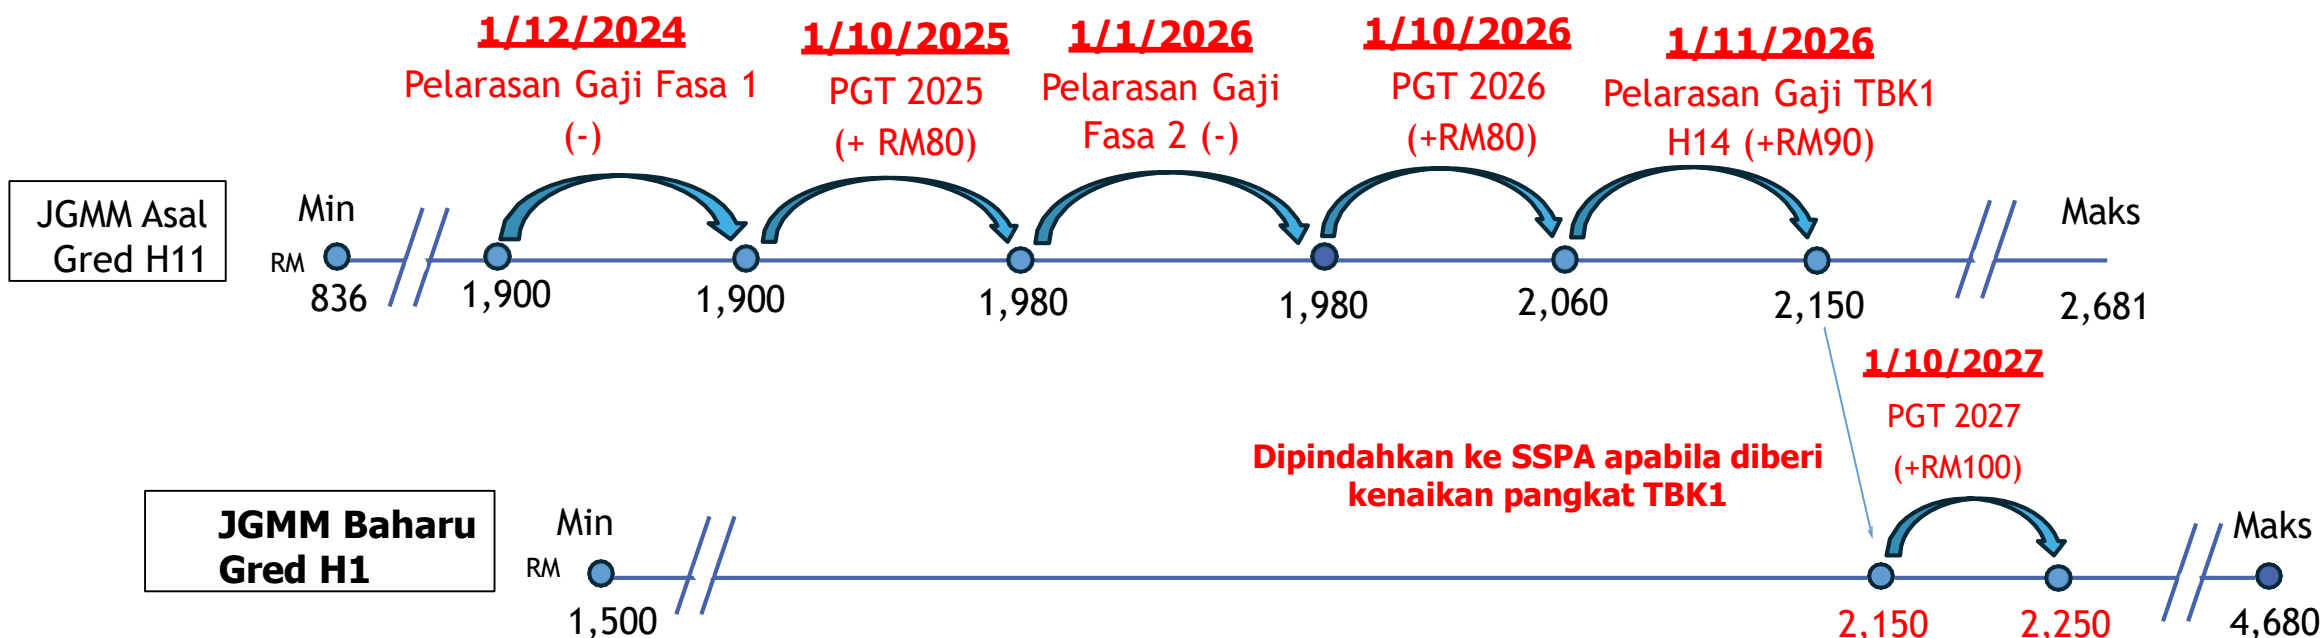 1/12/2024
Pelarasan Gaji Fasa 1
(-)
1/10/2025
PGT 2025
(+ RM80)
1/1/2026
Pelarasan Gaji
Fasa 2 (-)
1/10/2026
PGT 2026
(+RM80)
1/11/2026
Pelarasan Gaji TBK1
H14 (+RM90)
JGMM Asal
Gred H11
Min
Maks
RM
836
1,900
1,900
1,980
1,980
2,060
2,150
2,681
1/10/2027
PGT 2027
(+RM100)
Dipindahkan ke SSPA apabila diberi
kenaikan pangkat TBK1
JGMM Baharu
Gred H1
Min
Maks
RM
1,500
2,150
2,250
4,680